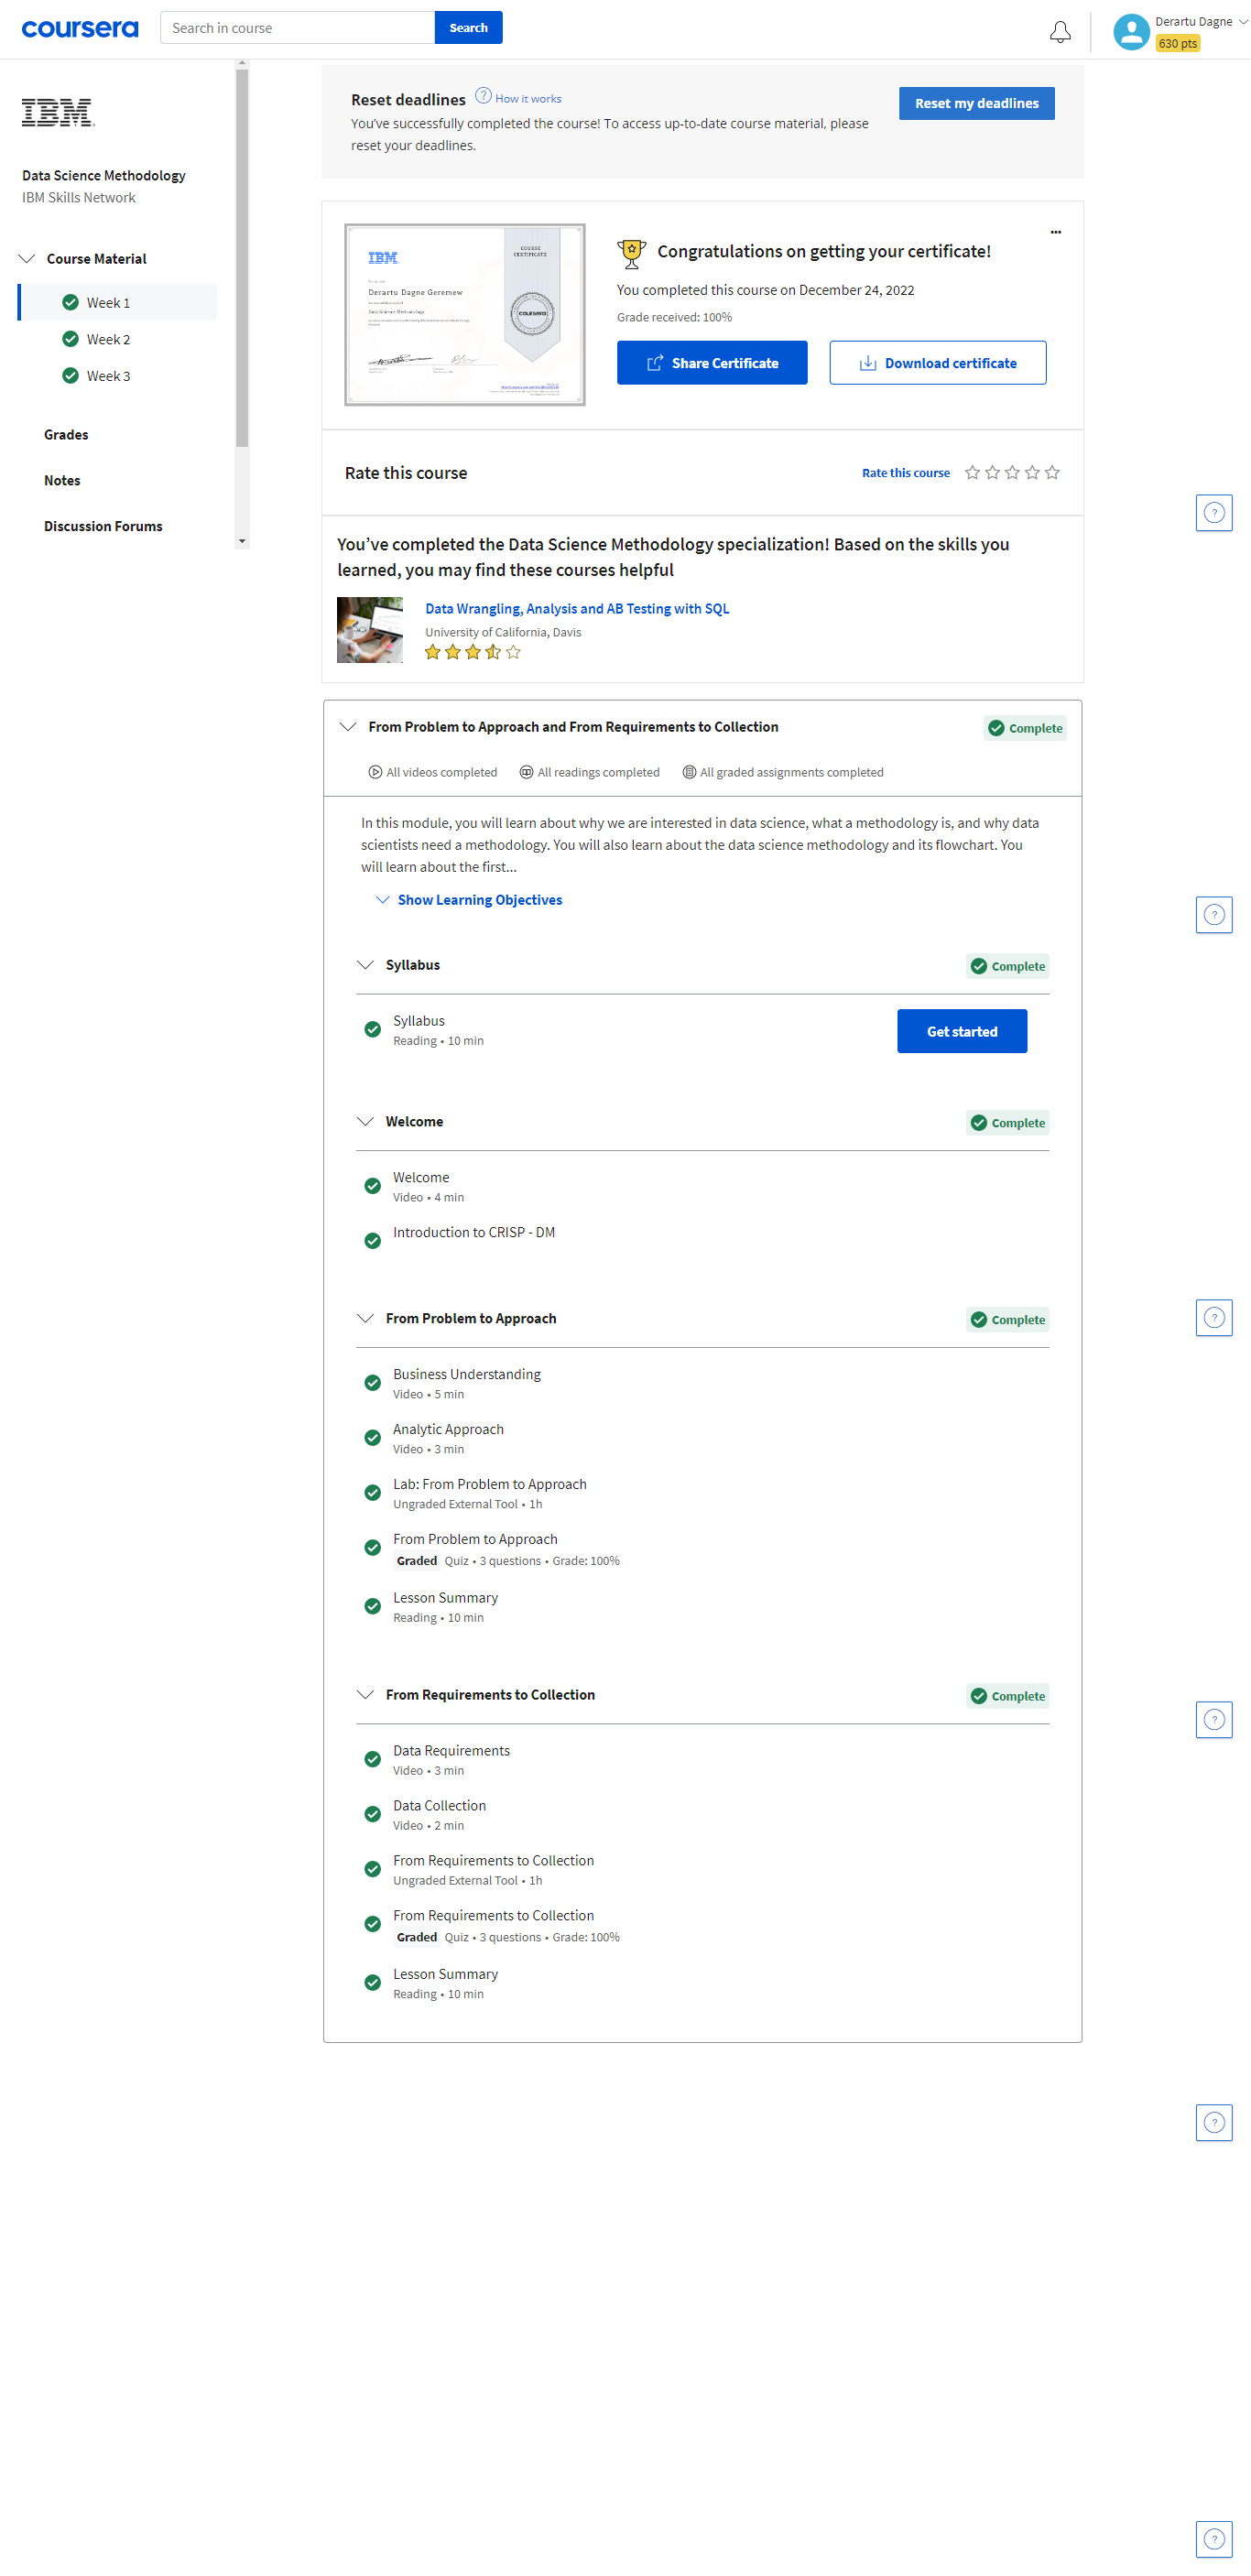 coursera
Search in course
Search
Derartu Dagne
630 pts
IBM
Data Science Methodology
IBM Skills Network
Course Material
Week 1
Week 2
Week 3
Grades
Notes
Discussion Forums
Reset deadlines
How it works
You've successfully completed the course! To access up-to-date course material, please
reset your deadlines.
Reset my deadlines
IBM
COURSE
CERTIFICATE
Derartu Dagne Geremew
Data Science Methodology
coursera
Congratulations on getting your certificate!
You completed this course on December 24, 2022
Grade received: 100%
Share Certificate
Download certificate
Rate this course
Rate this course
You’ve completed the Data Science Methodology specialization! Based on the skills you
learned, you may find these courses helpful
Data Wrangling, Analysis and AB Testing with SQL
University of California, Davis
From Problem to Approach and From Requirements to Collection
Complete
All videos completed
All readings completed
All graded assignments completed
In this module, you will learn about why we are interested in data science, what a methodology is, and why data
scientists need a methodology. You will also learn about the data science methodology and its flowchart. You
will learn about the first...
Show Learning Objectives
Syllabus
Complete
Syllabus
Reading • 10 min
Get started
Welcome
Complete
Welcome
Video • 4 min
Introduction to CRISP - DM
From Problem to Approach
Complete
Business Understanding
Video • 5 min
Analytic Approach
Video • 3 min
Lab: From Problem to Approach
Ungraded External Tool • 1h
From Problem to Approach
Graded Quiz • 3 questions • Grade: 100%
Lesson Summary
Reading • 10 min
From Requirements to Collection
Complete
Data Requirements
Video • 3 min
Data Collection
Video • 2 min
From Requirements to Collection
Ungraded External Tool • 1h
From Requirements to Collection
Graded Quiz • 3 questions • Grade: 100%
Lesson Summary
Reading • 10 min